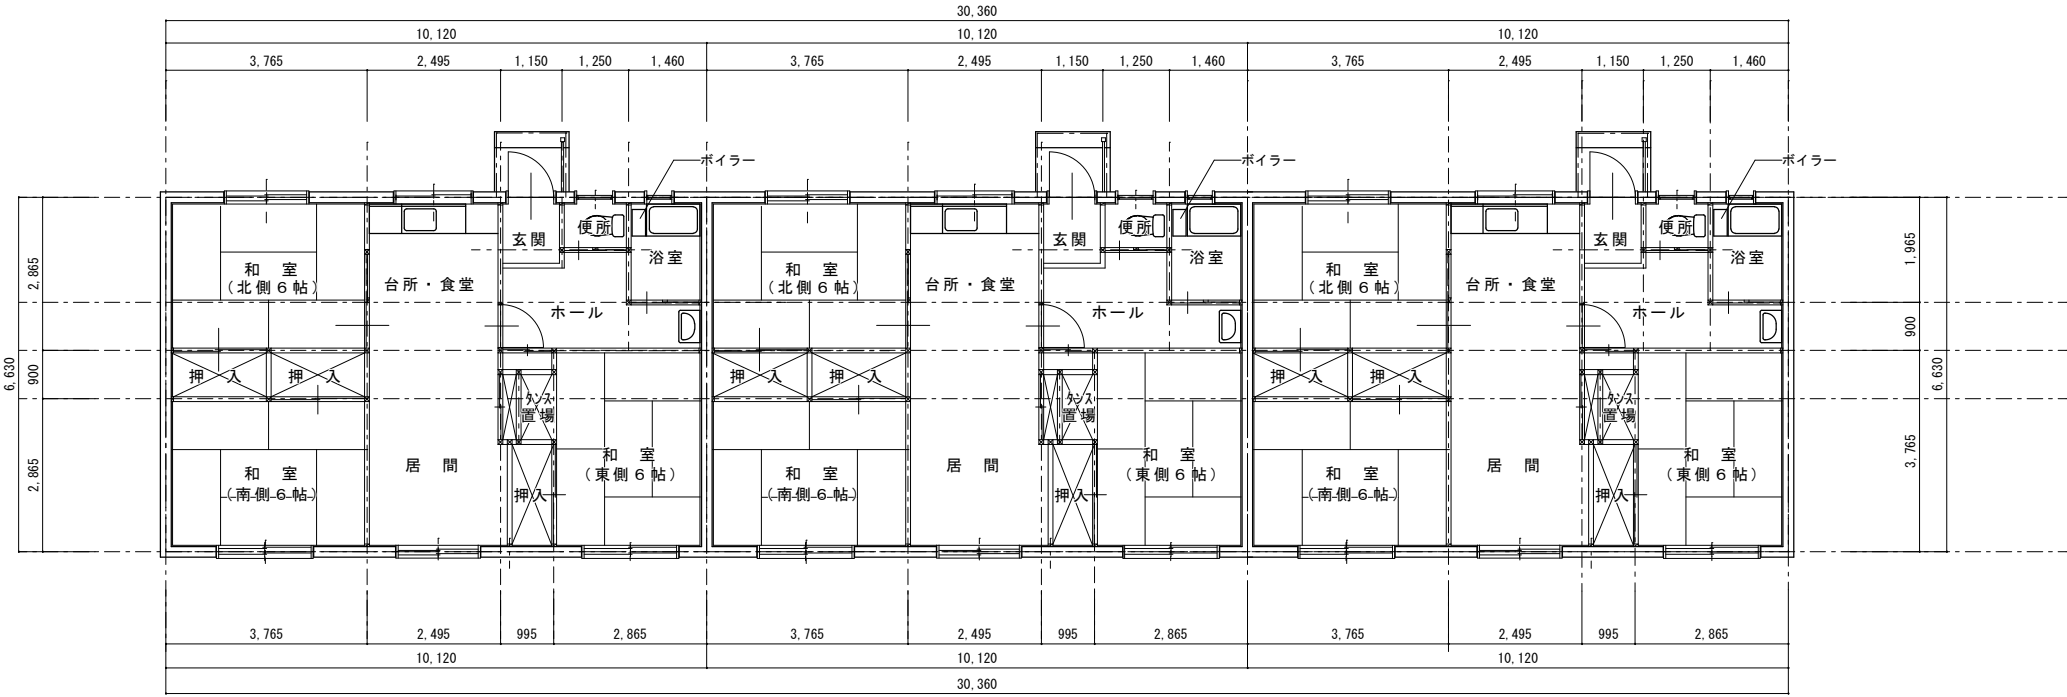 30,360
10,120 10,120 10,120
3,765 2,495 1,150 1,250 1,460 3,765 2,495 1,150 1,250 1,460 3,765 2,495 1,150 1,250 1,460
ボイラー ボイラー ボイラー
便所 便所 便所
玄関 玄関 玄関
浴室 浴室 浴室
和 室 和 室 和 室
(北側6帖) (北側6帖) (北側6帖)
台所・食堂 台所・食堂 台所・食堂
ホール ホール ホール
押 入 押 入 押 入 押 入 押 入 押 入
タンス タンス タンス
置場 置場 置場
居 間 居 間 居 間
和 室 和 室 和 室
(東側6帖) (東側6帖) (東側6帖)
和 室 和 室 和 室
(南側6帖) (南側6帖) (南側6帖)
押入 押入 押入
6,630
2,865
900
2,865
1,965
900
3,765
6,630
3,765 2,495 995 2,865 3,765 2,495 995 2,865 3,765 2,495 995 2,865
10,120 10,120 10,120
30,360